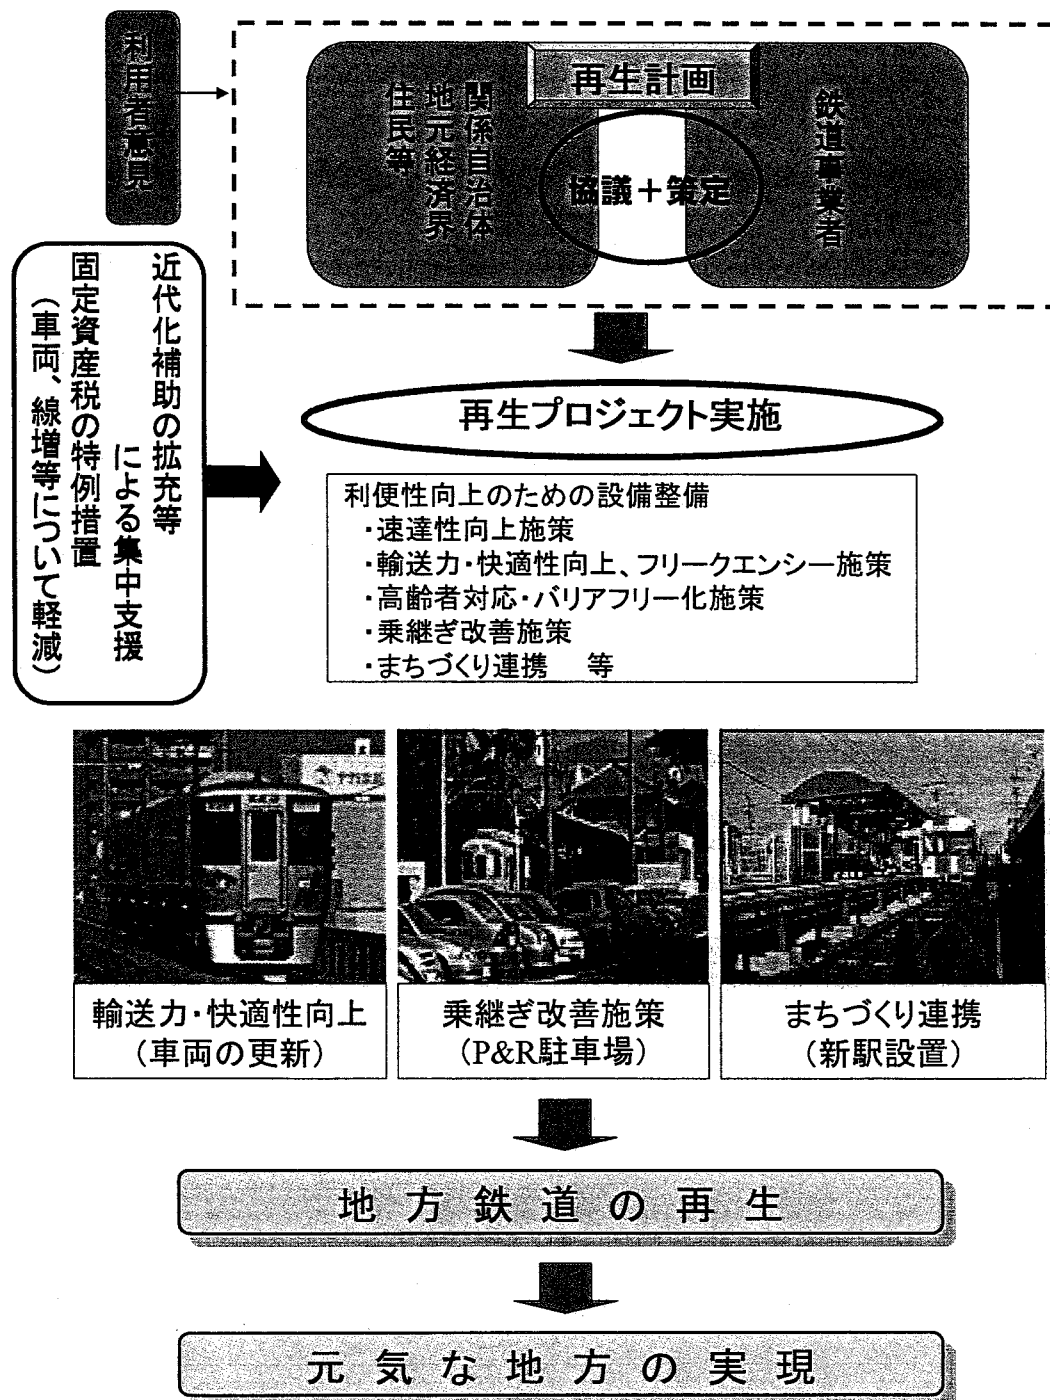 利用者意見
再生計画
関係自治体
地元経済界
住民等
協議＋策定
鉄道事業者
近代化補助の拡充等
による集中支援
固定資産税の特例措置
（車両、線増等について軽減）
再生プロジェクト実施
利便性向上のための設備整備
・速達性向上施策
・輸送力・快適性向上、フリークエンシー施策
・高齢者対応・バリアフリー化施策
・乗継ぎ改善施策
・まちづくり連携　等
輸送力・快適性向上
（車両の更新）
乗継ぎ改善施策
（P&R駐車場）
まちづくり連携
（新駅設置）
地方鉄道の再生
元気な地方の実現